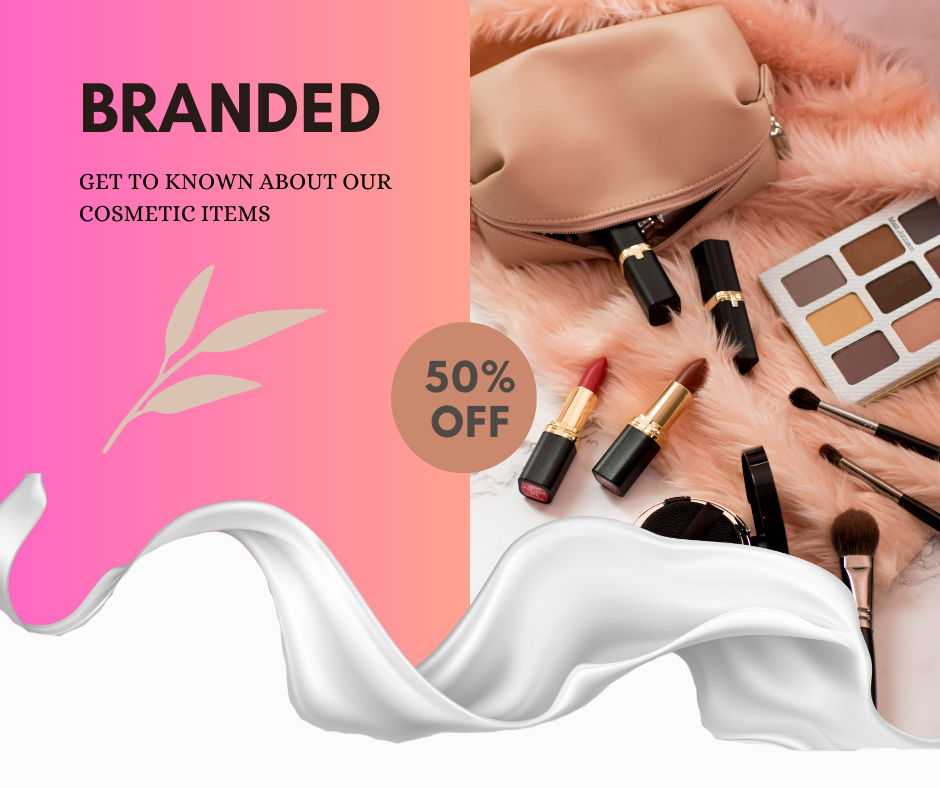 BRANDED
GET TO KNOWN ABOUT OUR
COSMETIC ITEMS
50%
OFF